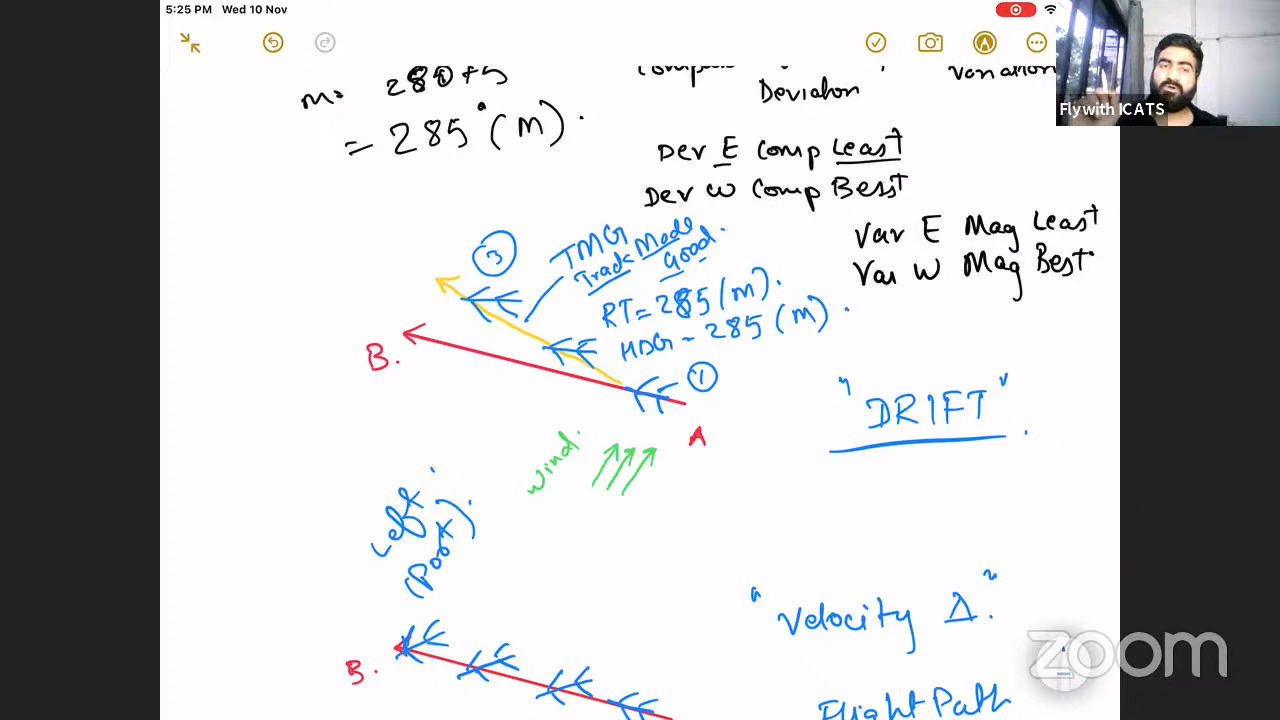 5:25 PM Wed 10 Nov
m= 280+5
= 285° (M).
Deviation
Variation
Dev E Comp Least
Dev W Comp Best
Var E Mag Least
Var W Mag Best
3
TMG
Track Made
Good.
RT = 285 (M).
HDG - 285 (M).
B.
1
A
wind.
"DRIFT".
Left
(Port).
"Velocity Δ."
B.
Flight Path
Flywith ICATS
zoom